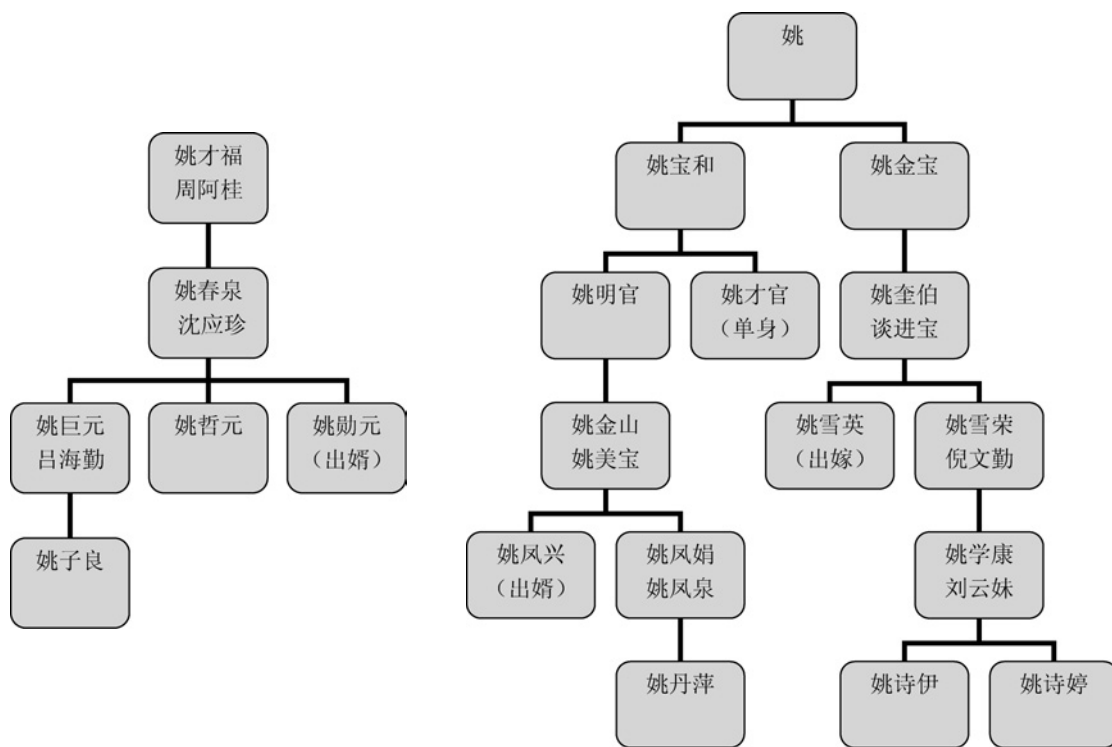 姚才福
周阿桂
姚春泉
沈应珍
姚巨元
吕海勤
姚哲元
姚勋元
（出婿）
姚子良
姚
姚宝和
姚金宝
姚明官
姚才官
（单身）
姚奎伯
谈进宝
姚金山
姚美宝
姚雪英
（出嫁）
姚雪荣
倪文勤
姚凤兴
（出婿）
姚凤娟
姚凤泉
姚学康
刘云妹
姚丹萍
姚诗伊
姚诗婷